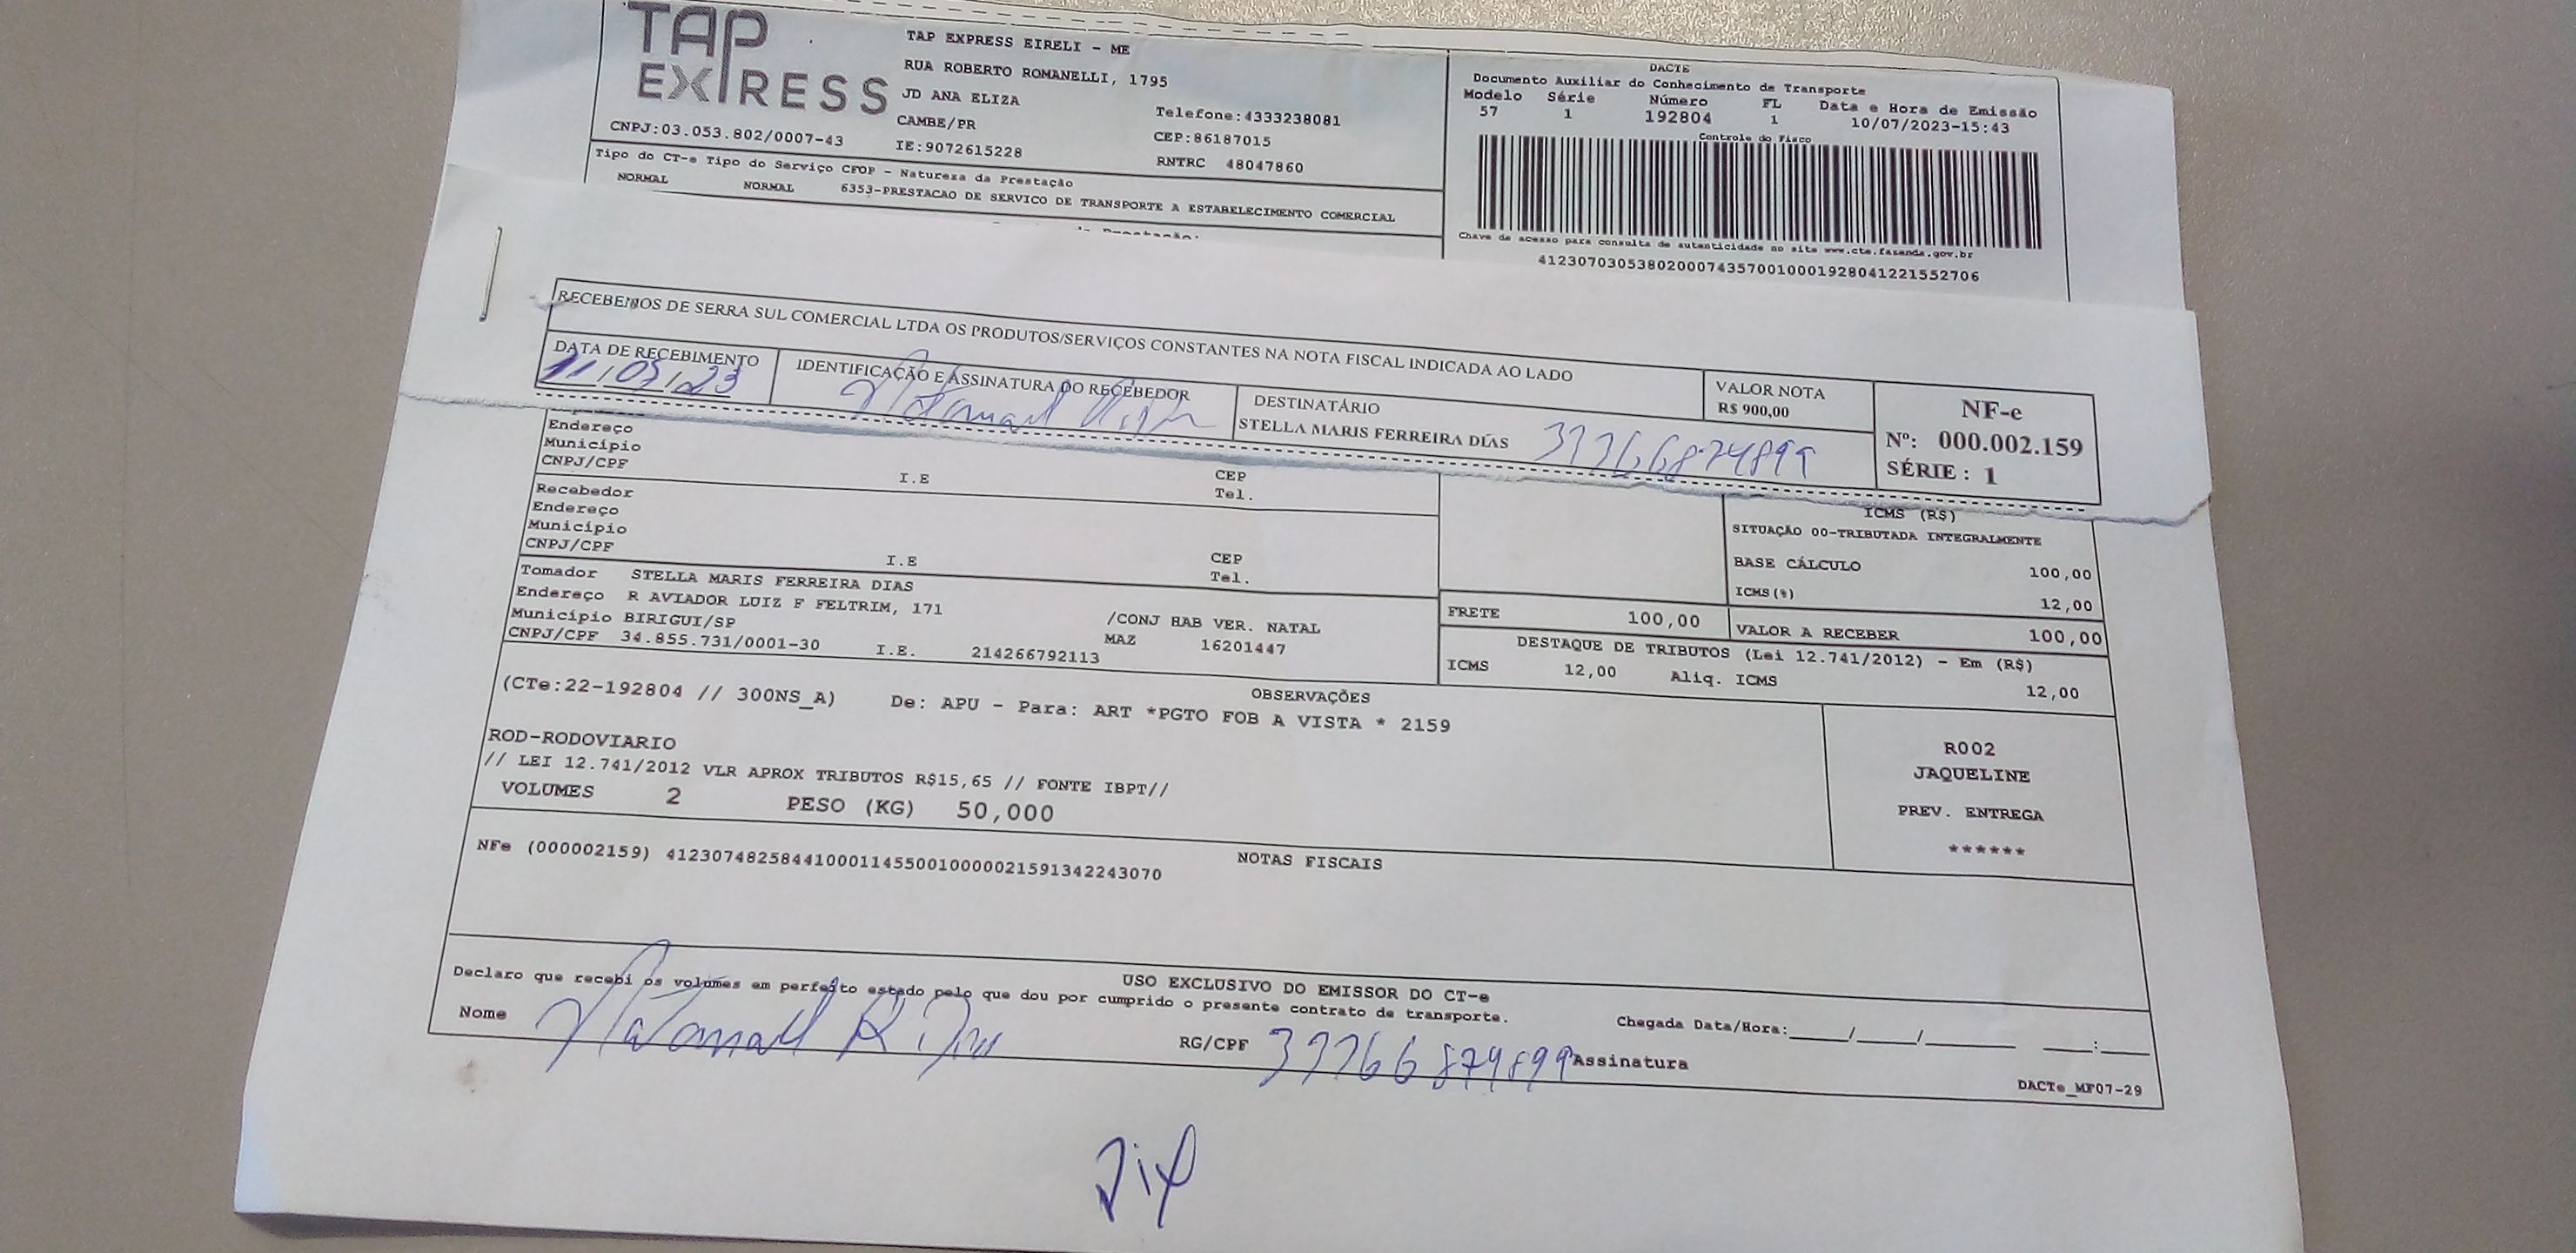 TAP
EXPRESS
CNPJ:03.053.802/0007-43
TAP EXPRESS EIRELI - ME
RUA ROBERTO ROMANELLI, 1795
JD ANA ELIZA
CAMBE/PR
IE:9072615228
Telefone:4333238081
CEP:86187015
RNTRC 48047860
DACTE
Documento Auxiliar do Conhecimento de Transporte
Modelo Série Número FL Data e Hora de Emissão
57 1 192804 1 10/07/2023-15:43
Controle do Fisco
Chave de acesso para consulta de autenticidade no site www.cte.fazenda.gov.br
41230703053802000743570010001928041221552706
Tipo do CT-e Tipo do Serviço CFOP - Natureza da Prestação
NORMAL NORMAL 6353-PRESTACAO DE SERVICO DE TRANSPORTE A ESTABELECIMENTO COMERCIAL
RECEBEMOS DE SERRA SUL COMERCIAL LTDA OS PRODUTOS/SERVIÇOS CONSTANTES NA NOTA FISCAL INDICADA AO LADO
DATA DE RECEBIMENTO
IDENTIFICAÇÃO E ASSINATURA DO RECEBEDOR
DESTINATÁRIO
STELLA MARIS FERREIRA DIAS
VALOR NOTA
R$ 900,00
NF-e
Nº: 000.002.159
SÉRIE : 1
Endereço
Município
CNPJ/CPF I.E CEP
Tel.
Recebedor
Endereço
Município
CNPJ/CPF I.E CEP
Tel.
Tomador STELLA MARIS FERREIRA DIAS
Endereço R AVIADOR LUIZ F FELTRIM, 171 /CONJ HAB VER. NATAL
Município BIRIGUI/SP MAZ 16201447
CNPJ/CPF 34.855.731/0001-30 I.E. 214266792113
ICMS (R$)
SITUAÇÃO 00-TRIBUTADA INTEGRALMENTE
BASE CÁLCULO 100,00
ICMS(%) 12,00
FRETE 100,00 VALOR A RECEBER 100,00
DESTAQUE DE TRIBUTOS (Lei 12.741/2012) - Em (R$)
ICMS 12,00 Aliq. ICMS 12,00
OBSERVAÇÕES
(CTe:22-192804 // 300NS_A) De: APU - Para: ART *PGTO FOB A VISTA * 2159
ROD-RODOVIARIO
// LEI 12.741/2012 VLR APROX TRIBUTOS R$15,65 // FONTE IBPT//
VOLUMES 2 PESO (KG) 50,000
R002
JAQUELINE
PREV. ENTREGA
******
NOTAS FISCAIS
NFe (000002159) 41230748258441000114550010000021591342243070
USO EXCLUSIVO DO EMISSOR DO CT-e
Declaro que recebi os volumes em perfeito estado pelo que dou por cumprido o presente contrato de transporte.
Nome
RG/CPF 33766874899 Assinatura
Chegada Data/Hora:____/____/______ ___:___
DACTe_MF07-29
Pix